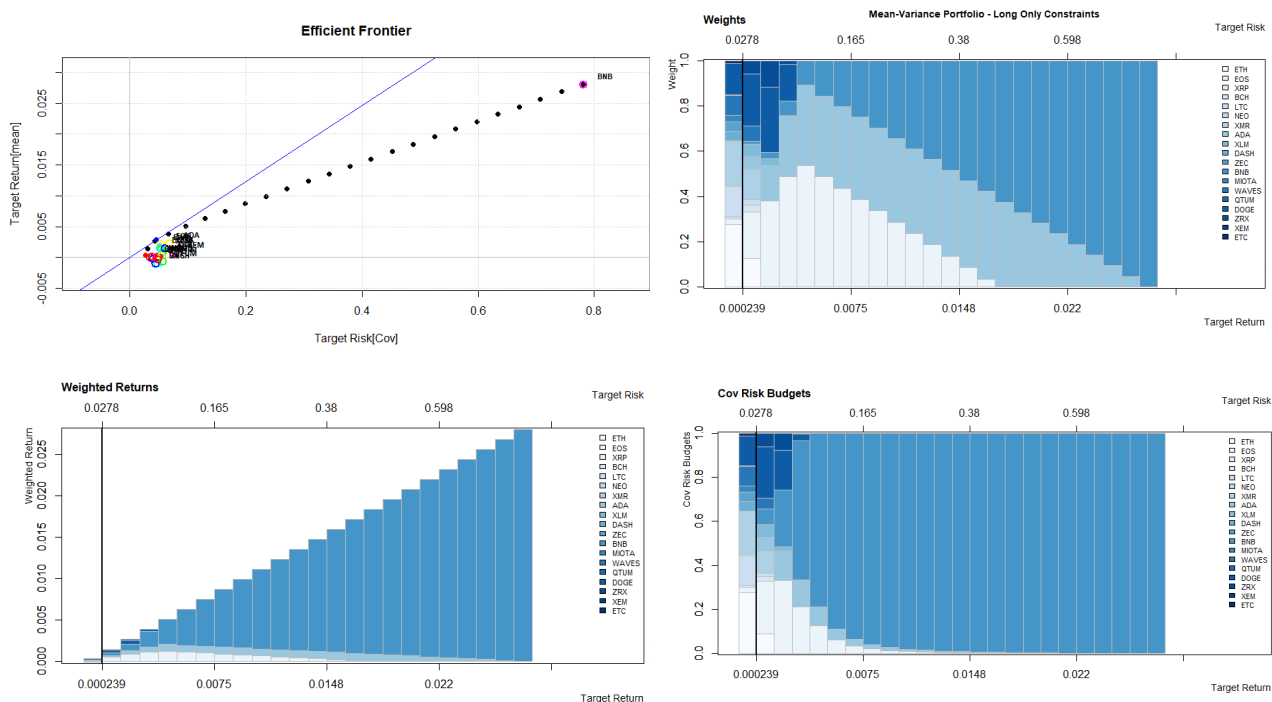 Efficient Frontier
Target Return[mean]
0.025
0.015
0.005
-0.005
BNB
0.0
0.2
0.4
0.6
0.8
Target Risk[Cov]
Mean-Variance Portfolio - Long Only Constraints
Weights
Target Risk
0.0278
0.165
0.38
0.598
Weight
1.0
0.8
0.6
0.4
0.2
0.0
ETH
EOS
XRP
BCH
LTC
NEO
XMR
ADA
XLM
DASH
ZEC
BNB
MIOTA
WAVES
QTUM
DOGE
ZRX
XEM
ETC
0.000239
0.0075
0.0148
0.022
Target Return
Weighted Returns
Target Risk
0.0278
0.165
0.38
0.598
Weighted Return
0.025
0.020
0.015
0.010
0.005
0.000
ETH
EOS
XRP
BCH
LTC
NEO
XMR
ADA
XLM
DASH
ZEC
BNB
MIOTA
WAVES
QTUM
DOGE
ZRX
XEM
ETC
0.000239
0.0075
0.0148
0.022
Target Return
Cov Risk Budgets
Target Risk
0.0278
0.165
0.38
0.598
Cov Risk Budgets
1.0
0.8
0.6
0.4
0.2
0.0
ETH
EOS
XRP
BCH
LTC
NEO
XMR
ADA
XLM
DASH
ZEC
BNB
MIOTA
WAVES
QTUM
DOGE
ZRX
XEM
ETC
0.000239
0.0075
0.0148
0.022
Target Return